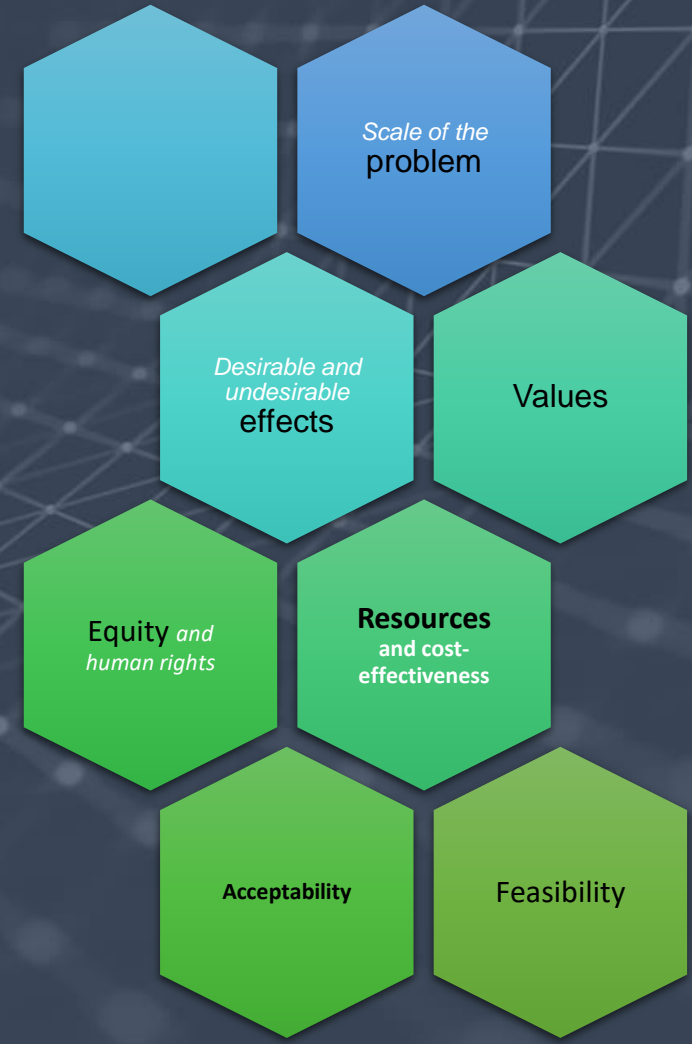 Scale of the
problem
Desirable and
undesirable
effects
Values
Equity and
human rights
Resources
and cost-
effectiveness
Acceptability
Feasibility